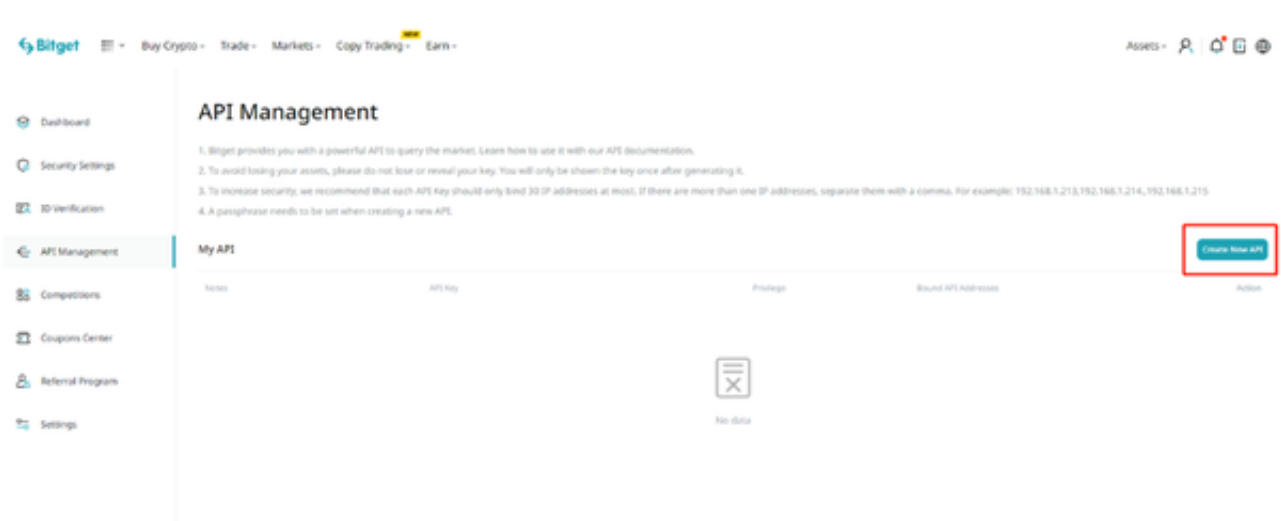 Bitget Buy Crypto Trade Markets Copy Trading NEW Earn Assets
Dashboard
Security Settings
ID Verification
API Management
Competitions
Coupons Center
Referral Program
Settings
API Management
1. Bitget provides you with a powerful API to query the market. Learn how to use it with our API documentation.
2. To avoid losing your assets, please do not lose or reveal your key. You will only be shown the key once after generating it.
3. To increase security, we recommend that each API Key should only bind 30 IP addresses at most. If there are more than one IP addresses, separate them with a comma. For example: 192.168.1.213,192.168.1.214,192.168.1.215
4. A passphrase needs to be set when creating a new API.
My API Create New API
Notes API Key Privilege Bound API Addresses Action
No data